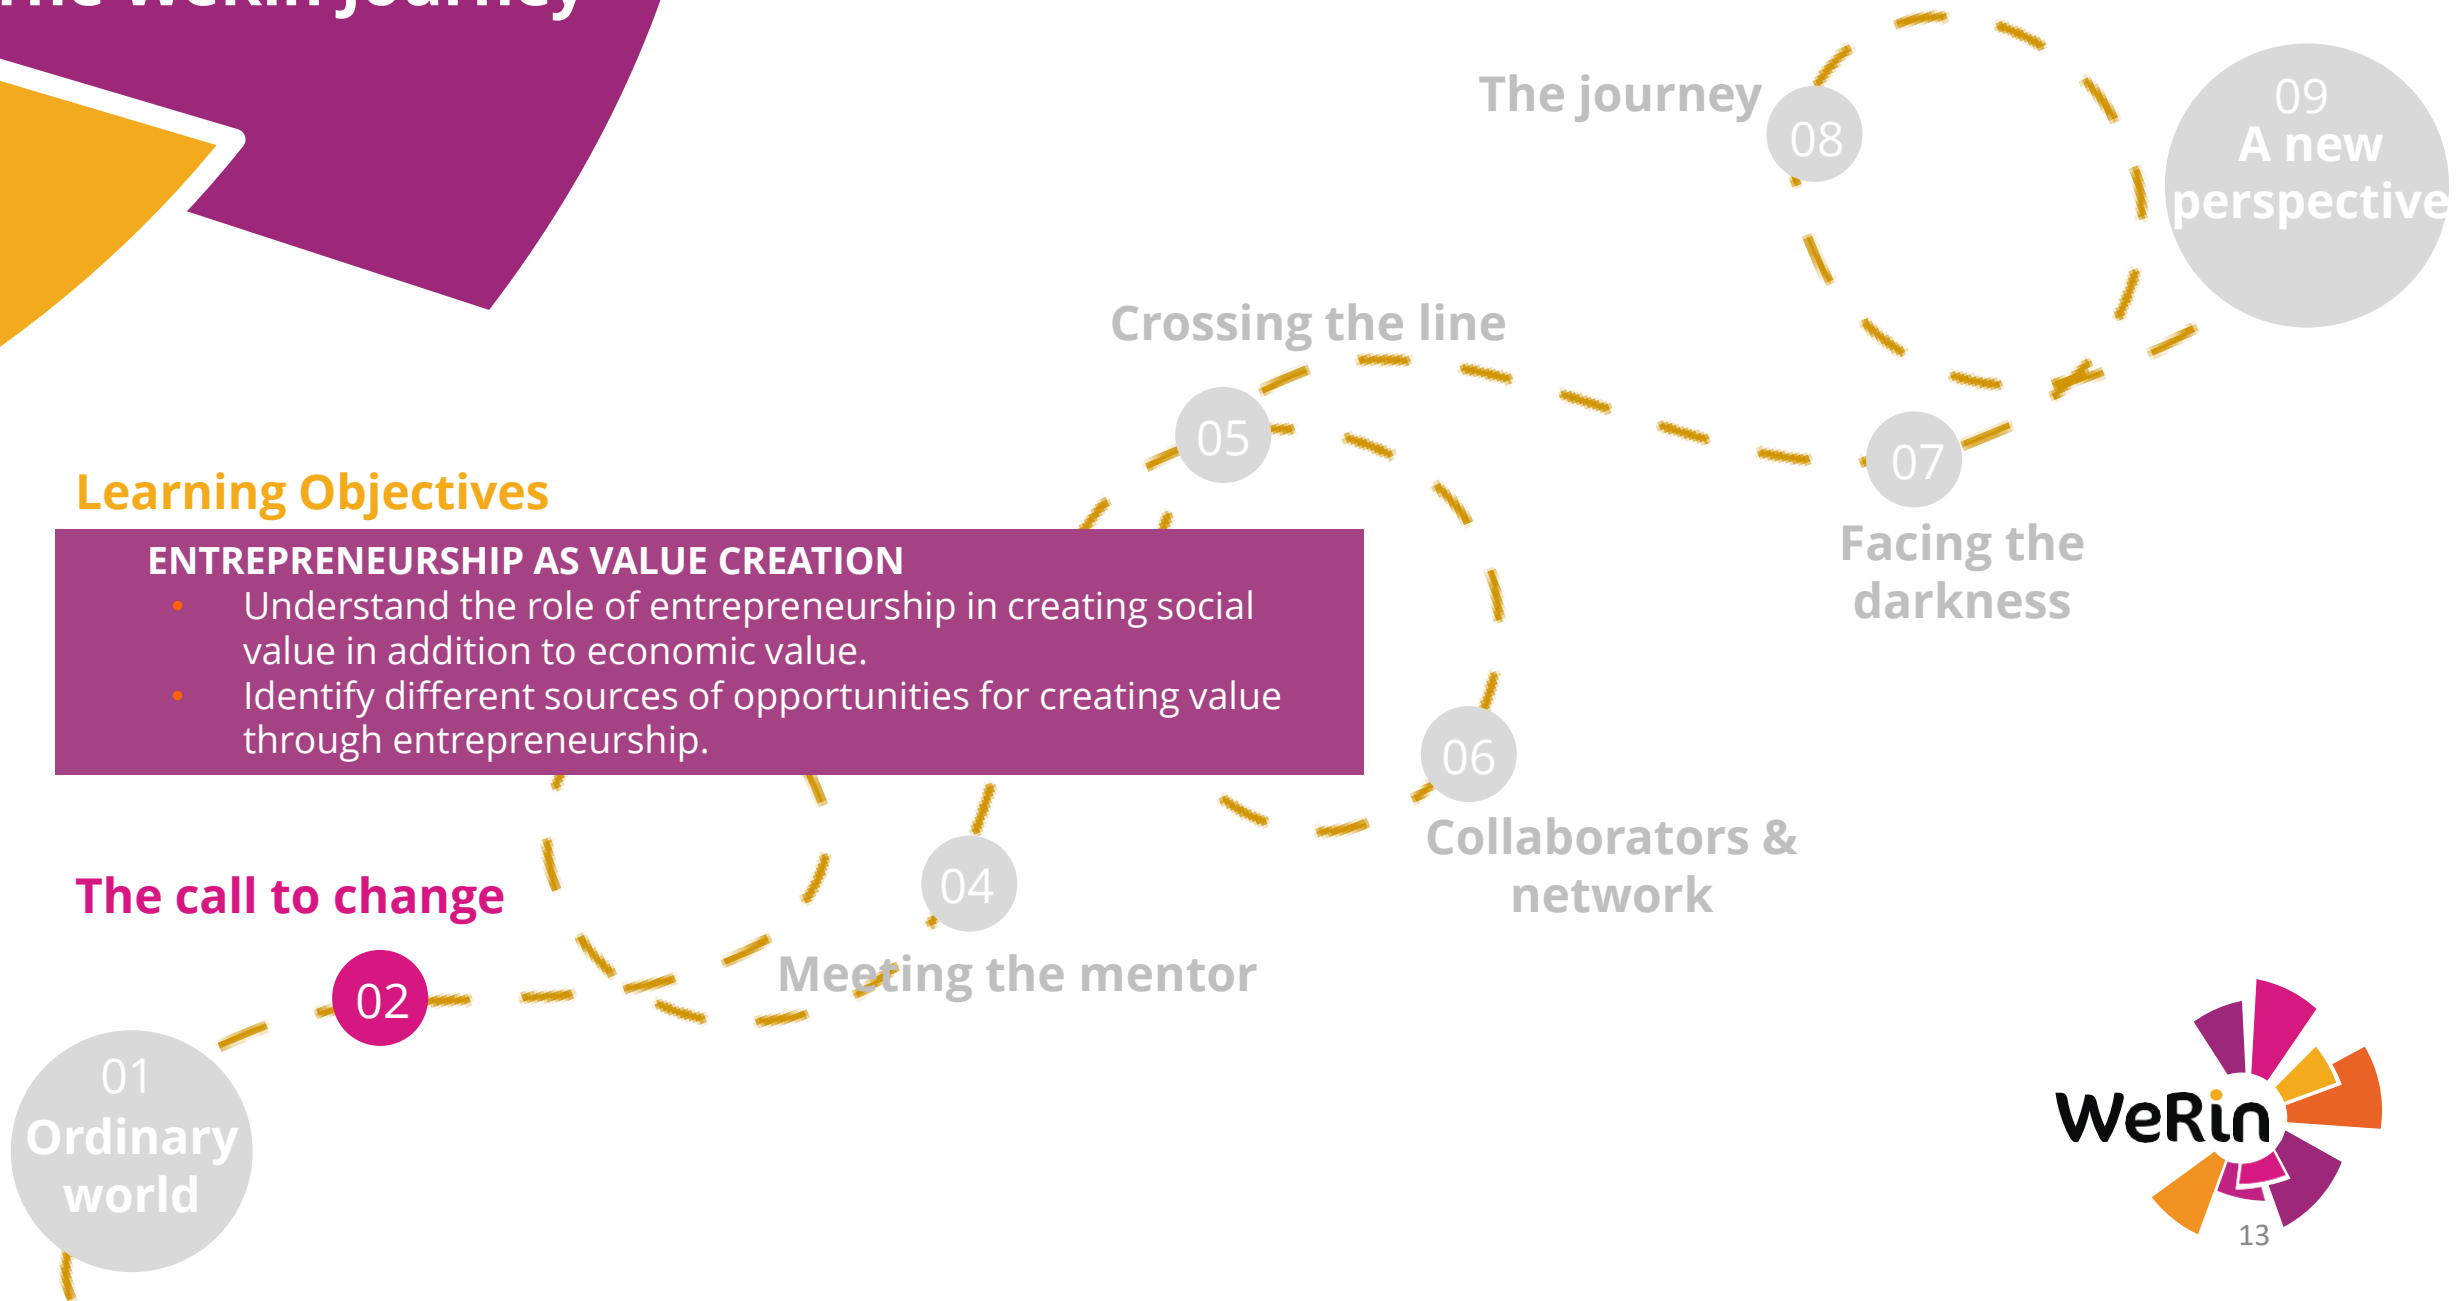 The WeRin Journey
The journey
08
09
A new
perspective
Crossing the line
05
07
Facing the
darkness
Learning Objectives
ENTREPRENEURSHIP AS VALUE CREATION
• Understand the role of entrepreneurship in creating social
value in addition to economic value.
• Identify different sources of opportunities for creating value
through entrepreneurship.
06
Collaborators &
network
04
Meeting the mentor
The call to change
02
01
Ordinary
world
WeRin
13